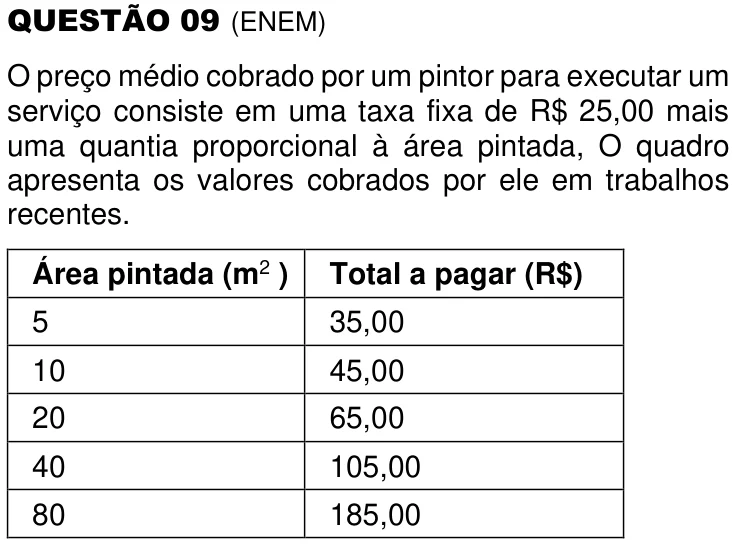 QUESTÃO 09 (ENEM)
O preço médio cobrado por um pintor para executar um
serviço consiste em uma taxa fixa de R$ 25,00 mais
uma quantia proporcional à área pintada, O quadro
apresenta os valores cobrados por ele em trabalhos
recentes.
Área pintada (m² ) Total a pagar (R$)
5 35,00
10 45,00
20 65,00
40 105,00
80 185,00